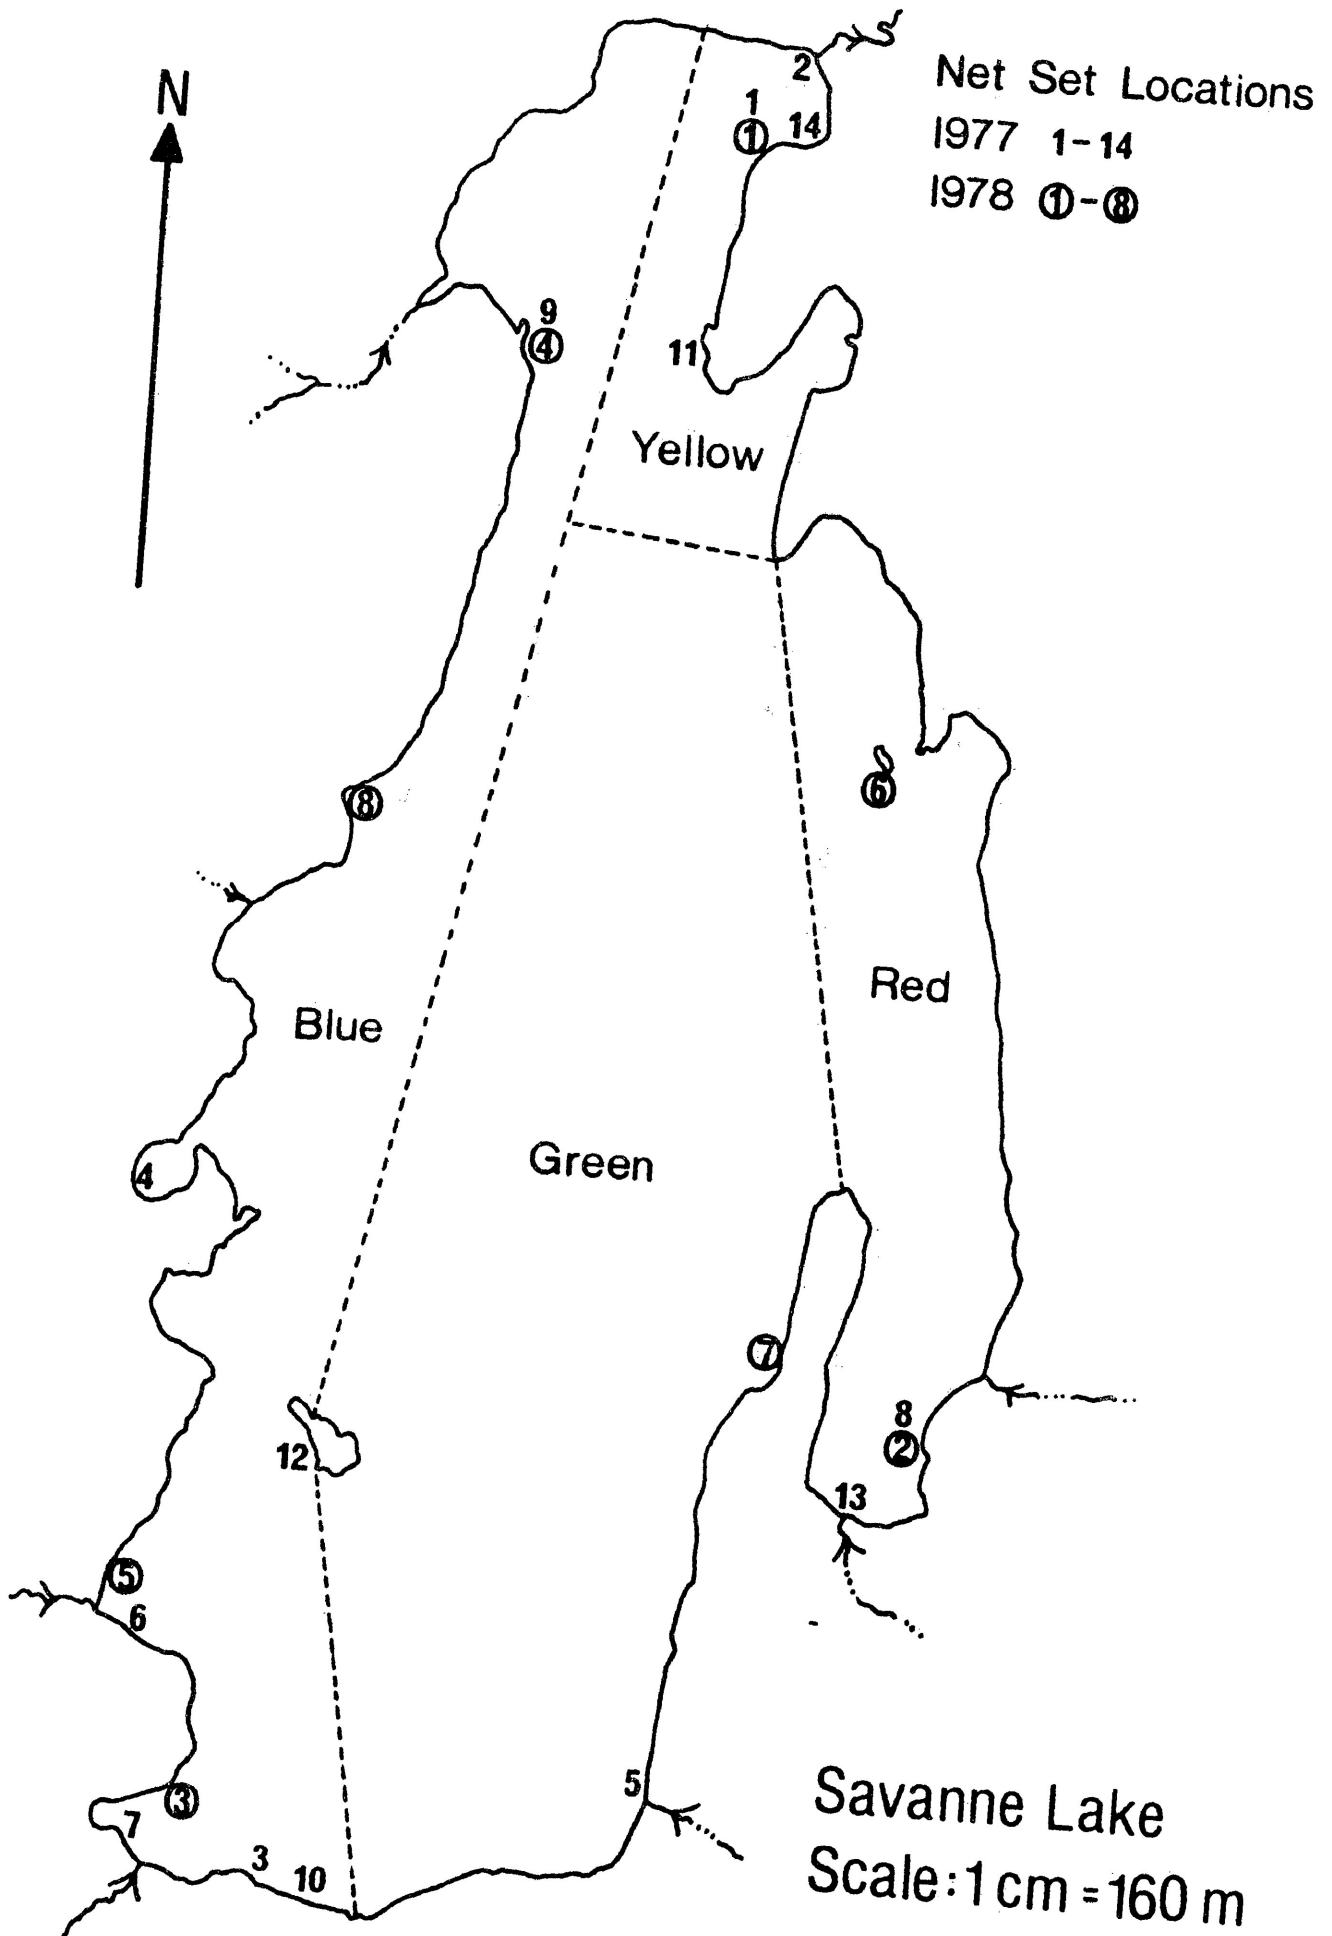 N
Net Set Locations
1977 1-14
1978 ①-⑧
2
1
① 14
9
④
11
Yellow
⑧
⑥
Red
Blue
Green
4
⑦
8
②
12
13
⑤
6
③
7
5
3
10
Savanne Lake
Scale: 1 cm = 160 m